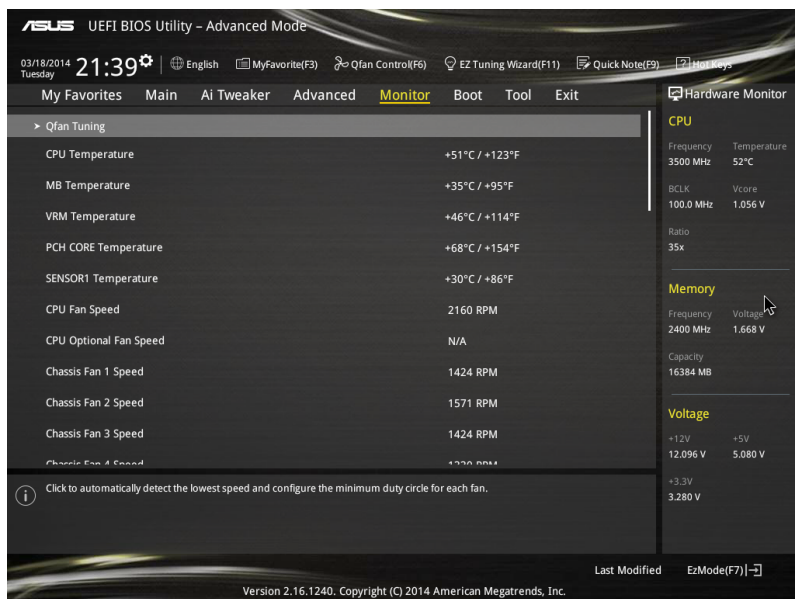 ASUS UEFI BIOS Utility – Advanced Mode
03/18/2014
Tuesday
21:39
English MyFavorite(F3) Qfan Control(F6) EZ Tuning Wizard(F11) Quick Note(F9) ? Hot Keys
My Favorites Main Ai Tweaker Advanced Monitor Boot Tool Exit
> Qfan Tuning
CPU Temperature +51°C / +123°F
MB Temperature +35°C / +95°F
VRM Temperature +46°C / +114°F
PCH CORE Temperature +68°C / +154°F
SENSOR1 Temperature +30°C / +86°F
CPU Fan Speed 2160 RPM
CPU Optional Fan Speed N/A
Chassis Fan 1 Speed 1424 RPM
Chassis Fan 2 Speed 1571 RPM
Chassis Fan 3 Speed 1424 RPM
Chassis Fan 4 Speed
i Click to automatically detect the lowest speed and configure the minimum duty circle for each fan.
Hardware Monitor
CPU
Frequency Temperature
3500 MHz 52°C
BCLK Vcore
100.0 MHz 1.056 V
Ratio
35x
Memory
Frequency Voltage
2400 MHz 1.668 V
Capacity
16384 MB
Voltage
+12V +5V
12.096 V 5.080 V
+3.3V
3.280 V
Last Modified EzMode(F7)
Version 2.16.1240. Copyright (C) 2014 American Megatrends, Inc.